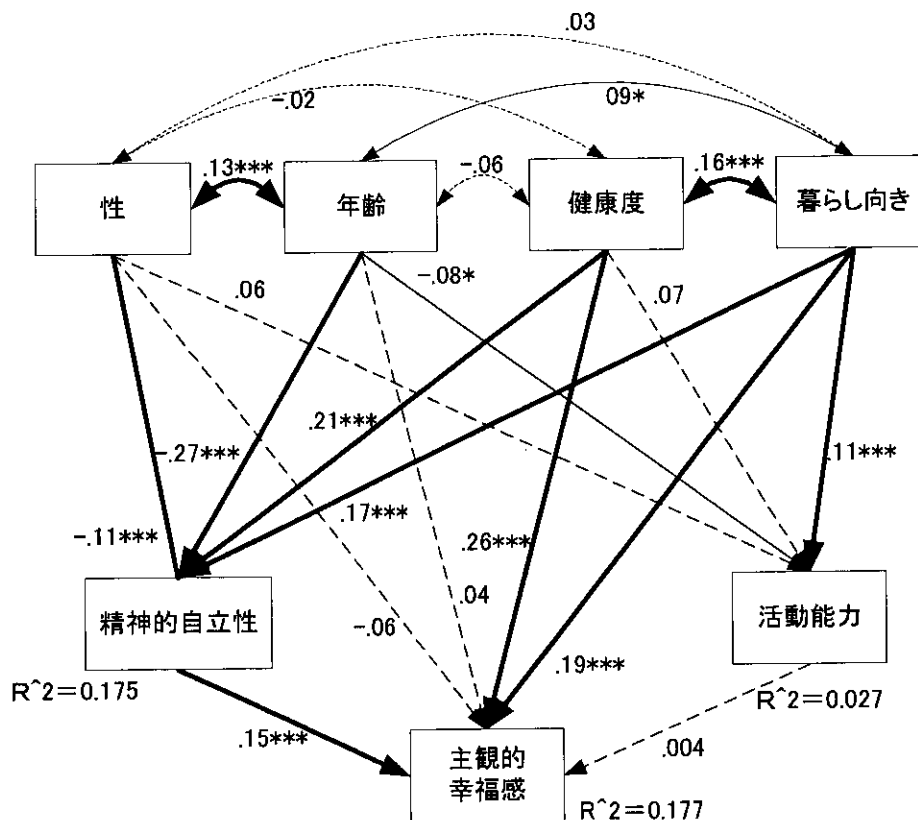 .03
-.02
09*
.13***
-.06
.16***
性
年齢
健康度
暮らし向き
.06
-.08*
.07
.21***
-.27***
.11***
.17***
-.11***
.26***
.04
精神的自立性
活動能力
-.06
.19***
R^2=0.175
R^2=0.027
.15***
.004
主観的
幸福感
R^2=0.177